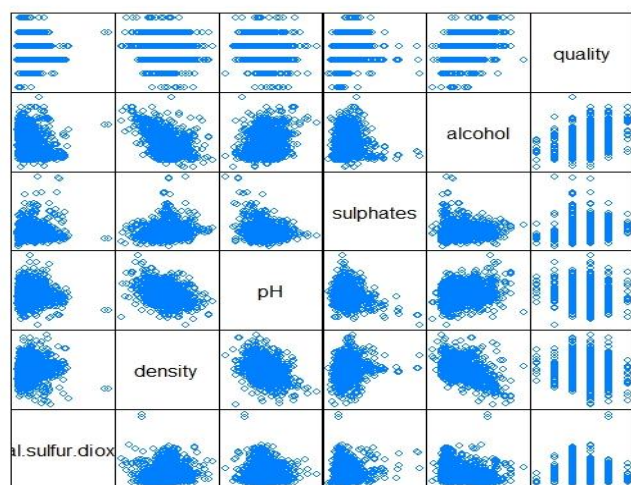 quality
alcohol
sulphates
pH
density
al.sulfur.diox